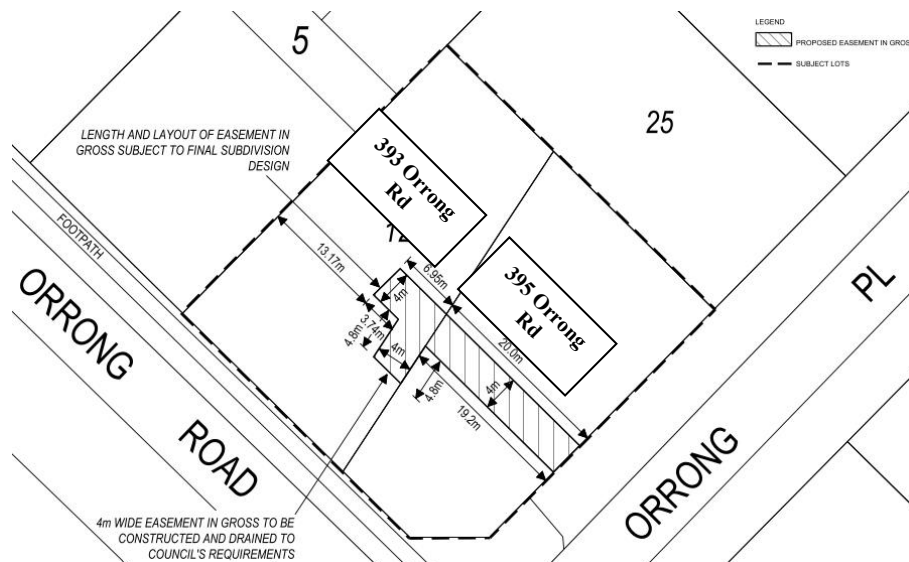 LEGEND
PROPOSED EASEMENT IN GROSS
SUBJECT LOTS
5
25
LENGTH AND LAYOUT OF EASEMENT IN
GROSS SUBJECT TO FINAL SUBDIVISION
DESIGN
393 Orrong
Rd
395 Orrong
Rd
FOOTPATH
13.17m
6.95m
4m
3.74m
4.8m
4m
20.0m
4m
4.8m
19.2m
ORRONG
ROAD
ORRONG
PL
4m WIDE EASEMENT IN GROSS TO BE
CONSTRUCTED AND DRAINED TO
COUNCIL'S REQUIREMENTS